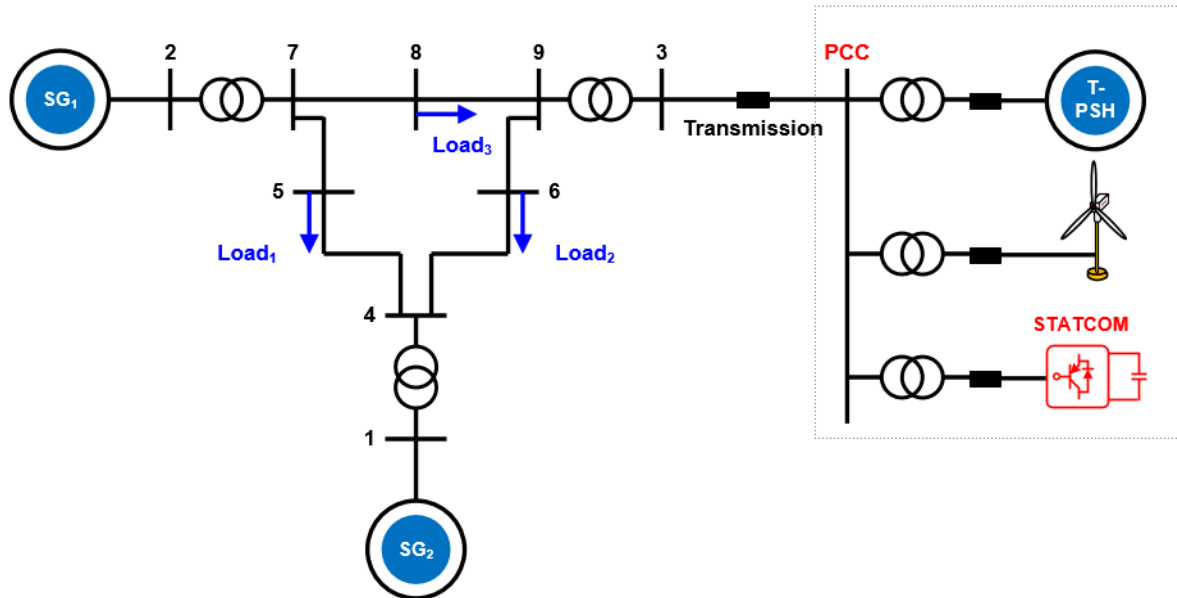 2
7
8
9
3
PCC
SG₁
T-
PSH
Load₃
Transmission
5
6
Load₁
Load₂
4
STATCOM
1
SG₂